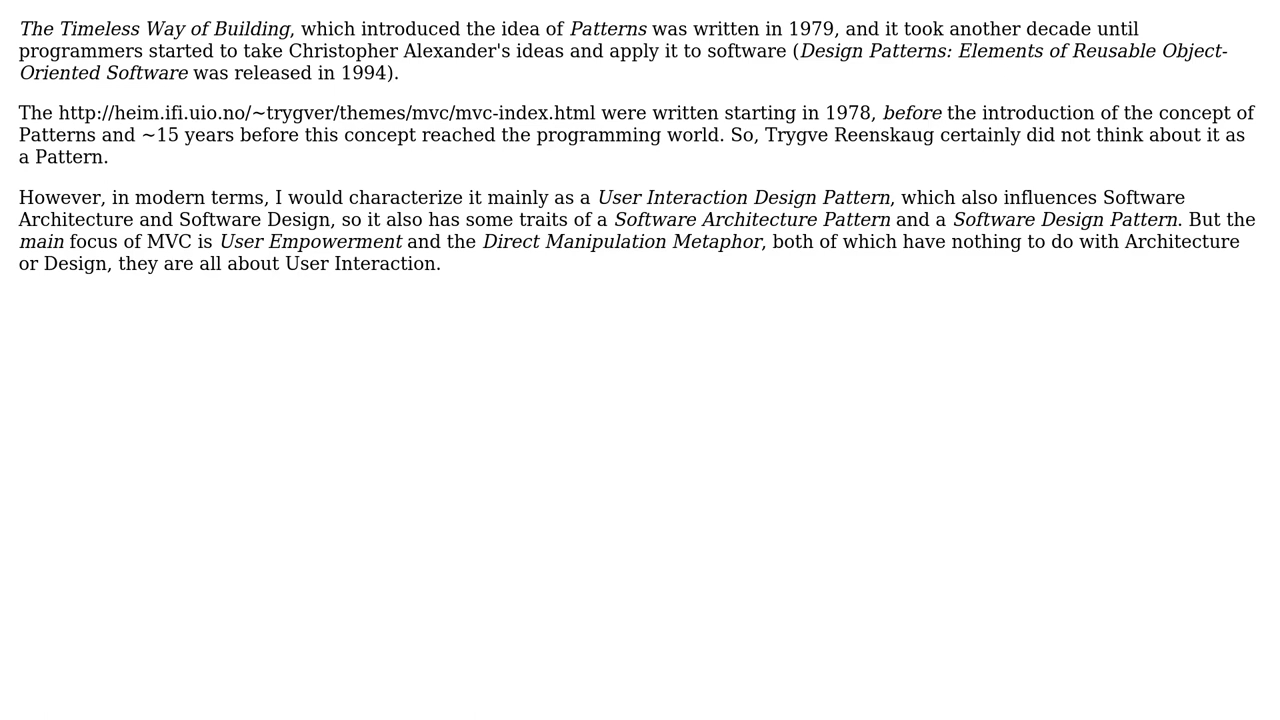 The Timeless Way of Building, which introduced the idea of Patterns was written in 1979, and it took another decade until
programmers started to take Christopher Alexander's ideas and apply it to software (Design Patterns: Elements of Reusable Object-
Oriented Software was released in 1994).
The http://heim.ifi.uio.no/~trygver/themes/mvc/mvc-index.html were written starting in 1978, before the introduction of the concept of
Patterns and ~15 years before this concept reached the programming world. So, Trygve Reenskaug certainly did not think about it as
a Pattern.
However, in modern terms, I would characterize it mainly as a User Interaction Design Pattern, which also influences Software
Architecture and Software Design, so it also has some traits of a Software Architecture Pattern and a Software Design Pattern. But the
main focus of MVC is User Empowerment and the Direct Manipulation Metaphor, both of which have nothing to do with Architecture
or Design, they are all about User Interaction.